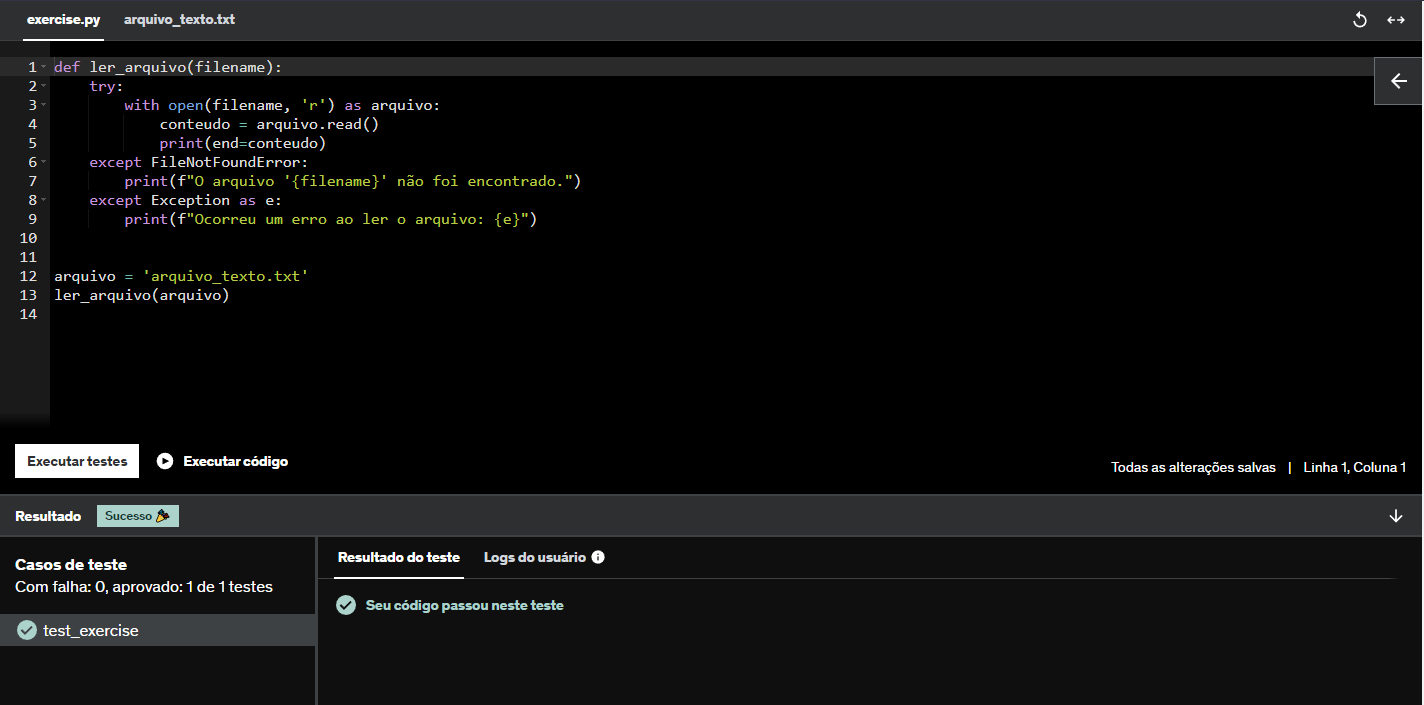 exercise.py arquivo_texto.txt
1 def ler_arquivo(filename):
2     try:
3         with open(filename, 'r') as arquivo:
4             conteudo = arquivo.read()
5             print(end=conteudo)
6     except FileNotFoundError:
7         print(f"O arquivo '{filename}' não foi encontrado.")
8     except Exception as e:
9         print(f"Ocorreu um erro ao ler o arquivo: {e}")
10
11
12 arquivo = 'arquivo_texto.txt'
13 ler_arquivo(arquivo)
14
Executar testes Executar código Todas as alterações salvas | Linha 1, Coluna 1
Resultado Sucesso
Casos de teste
Com falha: 0, aprovado: 1 de 1 testes
test_exercise
Resultado do teste Logs do usuário
Seu código passou neste teste